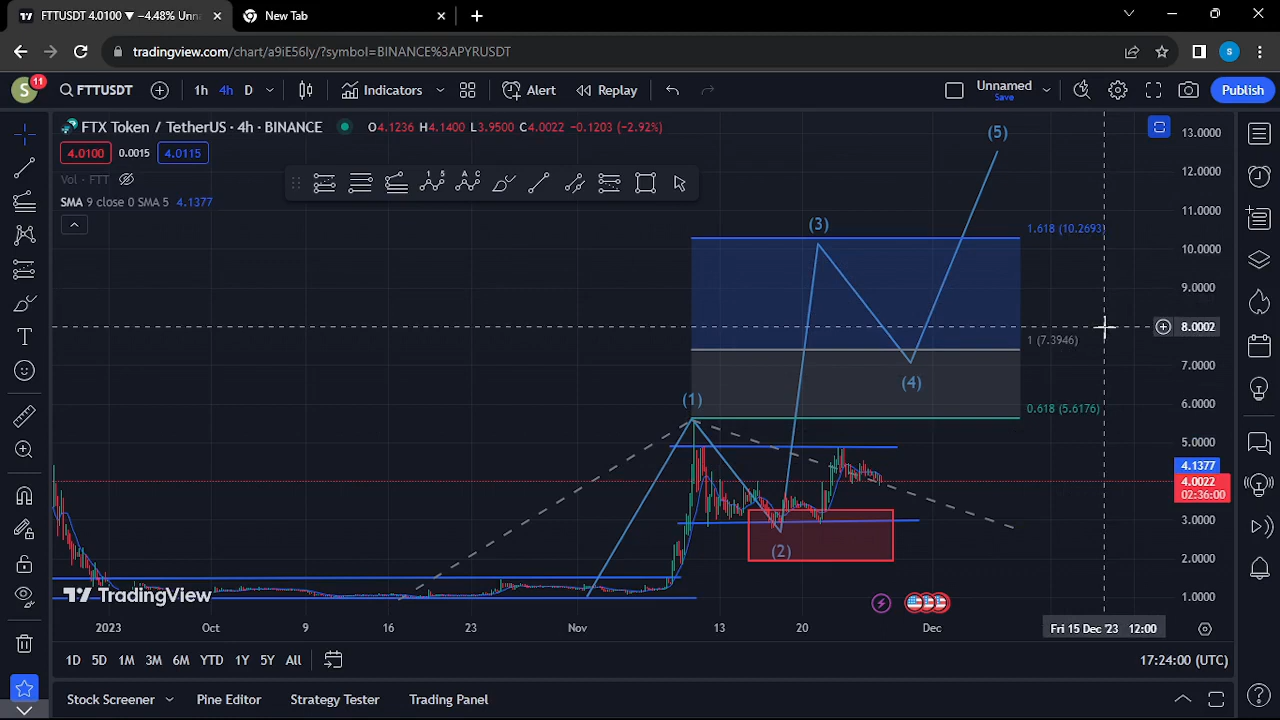 FTTUSDT 4.0100 ▼ −4.48% Unna
New Tab
tradingview.com/chart/a9iE56ly/?symbol=BINANCE%3APYRUSDT
S
S
11
FTTUSDT
1h
4h
D
Indicators
Alert
Replay
Unnamed
Save
Publish
FTX Token / TetherUS · 4h · BINANCE
O4.1236 H4.1400 L3.9500 C4.0022 −0.1203 (−2.92%)
4.0100
0.0015
4.0115
Vol · FTT
SMA 9 close 0 SMA 5 4.1377
(5)
(3)
1.618 (10.2693)
1 (7.3946)
(4)
(1)
0.618 (5.6176)
(2)
13.0000
12.0000
11.0000
10.0000
9.0000
8.0002
7.0000
6.0000
5.0000
4.1377
4.0022
02:36:00
3.0000
2.0000
1.0000
TradingView
2023
Oct
9
16
23
Nov
13
20
Dec
Fri 15 Dec '23 12:00
1D
5D
1M
3M
6M
YTD
1Y
5Y
All
17:24:00 (UTC)
Stock Screener
Pine Editor
Strategy Tester
Trading Panel